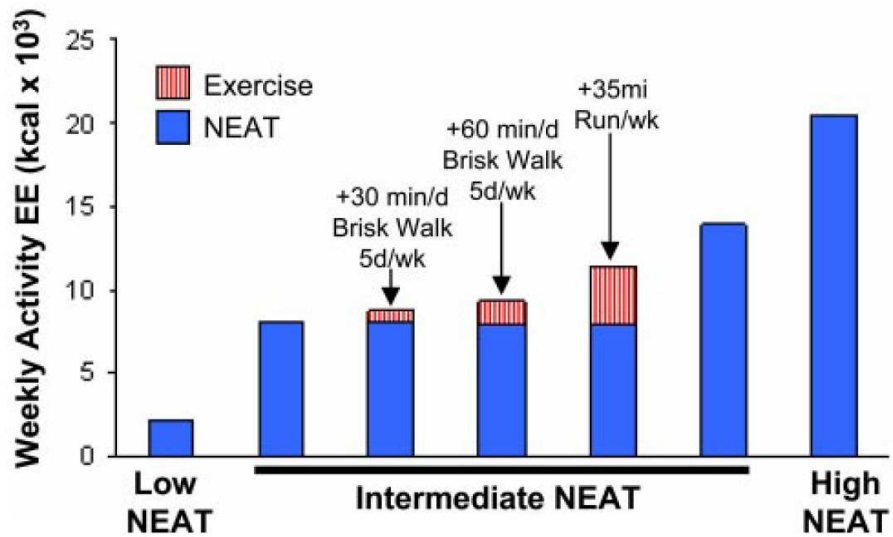 Weekly Activity EE (kcal x 10³)
25
20
15
10
5
0
Exercise
NEAT
+30 min/d
Brisk Walk
5d/wk
+60 min/d
Brisk Walk
5d/wk
+35mi
Run/wk
Low
NEAT
Intermediate NEAT
High
NEAT